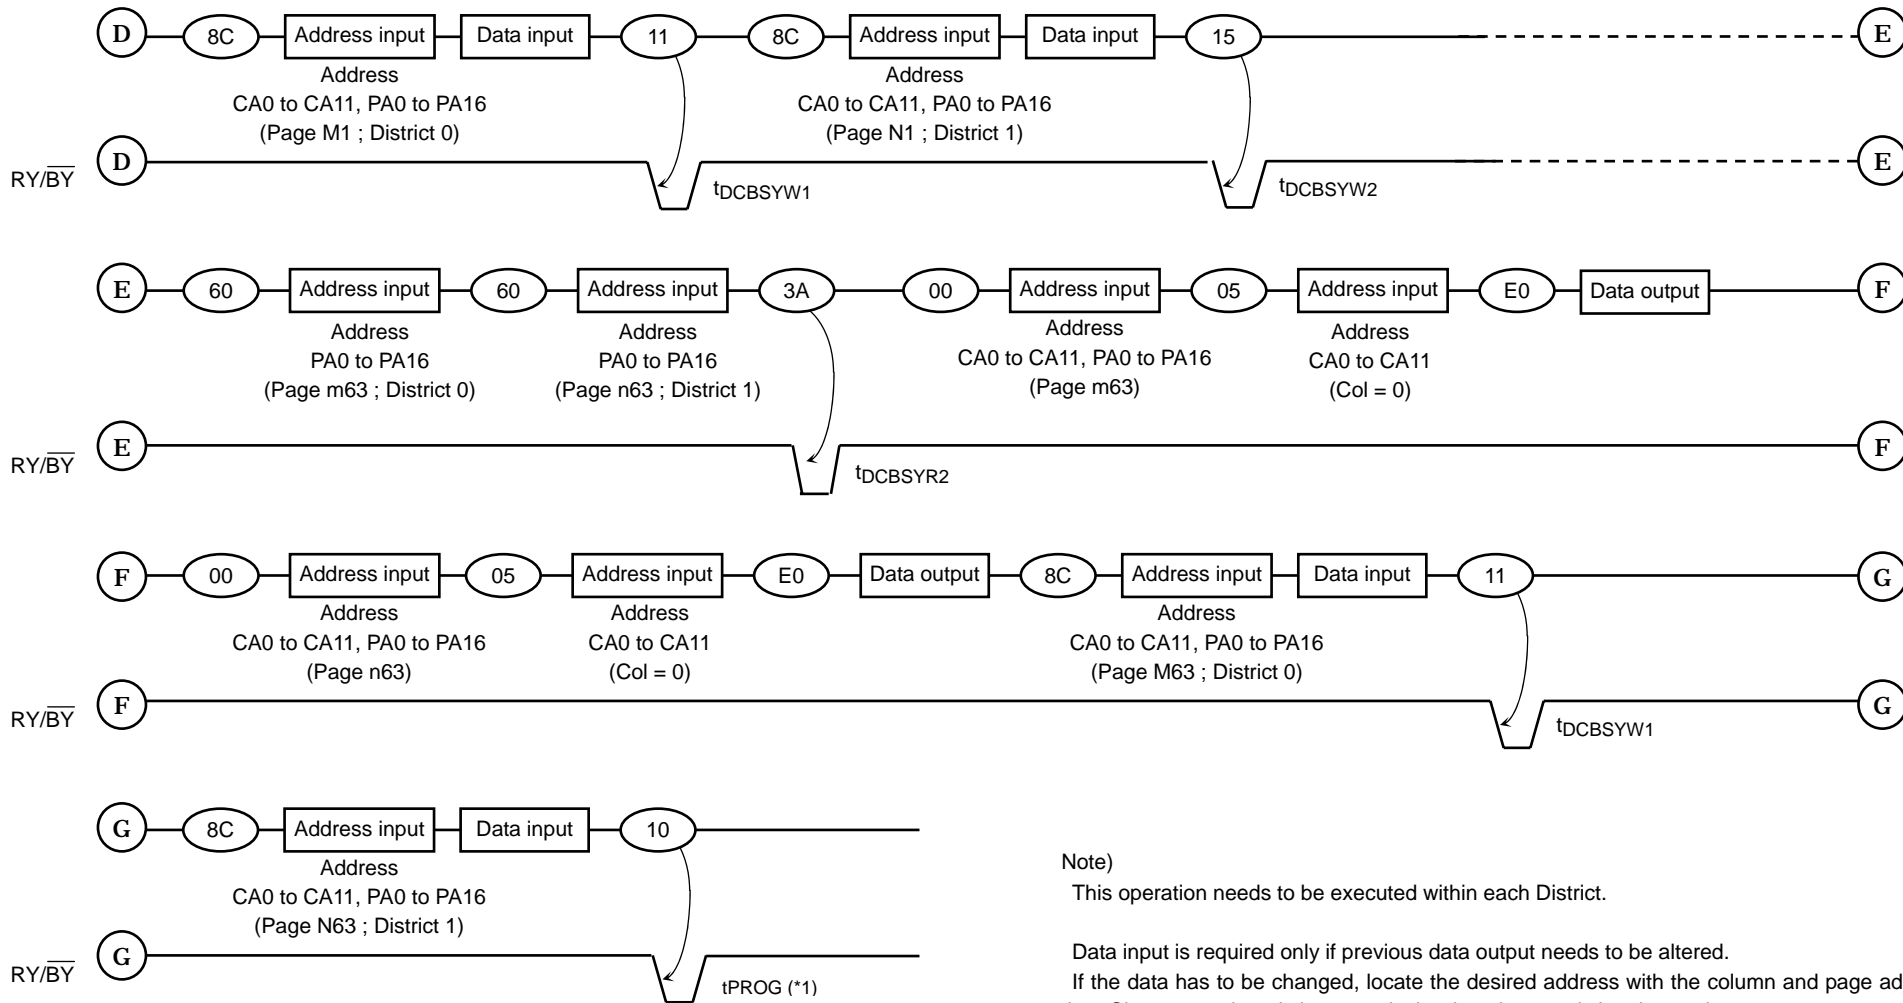 D 8C Address input Data input 11 8C Address input Data input 15 E
Address Address
CA0 to CA11, PA0 to PA16 CA0 to CA11, PA0 to PA16
(Page M1 ; District 0) (Page N1 ; District 1)
RY/BY D tDCBSYW1 tDCBSYW2 E
E 60 Address input 60 Address input 3A 00 Address input 05 Address input E0 Data output F
Address Address Address Address
PA0 to PA16 PA0 to PA16 CA0 to CA11, PA0 to PA16 CA0 to CA11
(Page m63 ; District 0) (Page n63 ; District 1) (Page m63) (Col = 0)
RY/BY E tDCBSYR2 F
F 00 Address input 05 Address input E0 Data output 8C Address input Data input 11 G
Address Address Address
CA0 to CA11, PA0 to PA16 CA0 to CA11 CA0 to CA11, PA0 to PA16
(Page n63) (Col = 0) (Page M63 ; District 0)
RY/BY F tDCBSYW1 G
G 8C Address input Data input 10
Address
CA0 to CA11, PA0 to PA16
(Page N63 ; District 1)
RY/BY G tPROG (*1)
Note)
This operation needs to be executed within each District.
Data input is required only if previous data output needs to be altered.
If the data has to be changed, locate the desired address with the column and page ad